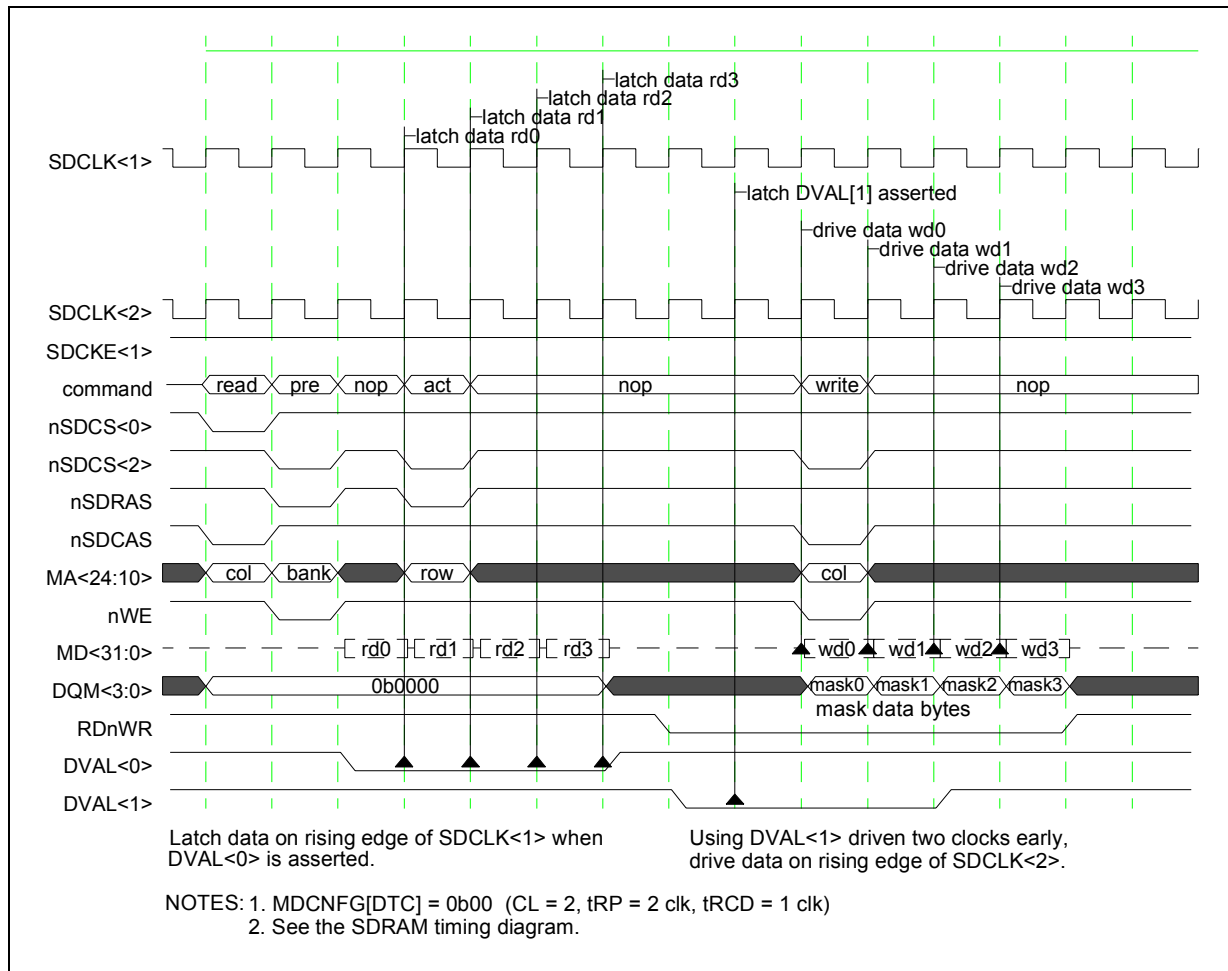 latch data rd3
latch data rd2
latch data rd1
latch data rd0
SDCLK<1>
latch DVAL[1] asserted
drive data wd0
drive data wd1
drive data wd2
drive data wd3
SDCLK<2>
SDCKE<1>
command read pre nop act nop write nop
nSDCS<0>
nSDCS<2>
nSDRAS
nSDCAS
MA<24:10> col bank row col
nWE
MD<31:0> rd0 rd1 rd2 rd3 wd0 wd1 wd2 wd3
DQM<3:0> 0b0000 mask0 mask1 mask2 mask3
mask data bytes
RDnWR
DVAL<0>
DVAL<1>
Latch data on rising edge of SDCLK<1> when
DVAL<0> is asserted.
Using DVAL<1> driven two clocks early,
drive data on rising edge of SDCLK<2>.
NOTES: 1. MDCNFG[DTC] = 0b00 (CL = 2, tRP = 2 clk, tRCD = 1 clk)
2. See the SDRAM timing diagram.